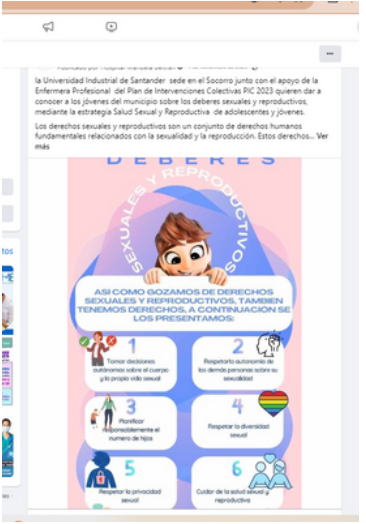 la Universidad Industrial de Santander sede en el Socorro junto con el apoyo de la
Enfermera Profesional del Plan de Intervenciones Colectivas PIC 2023 quieren dar a
conocer a los jóvenes del municipio sobre los deberes sexuales y reproductivos,
mediante la estrategia Salud Sexual y Reproductiva de adolescentes y jóvenes.
Los derechos sexuales y reproductivos son un conjunto de derechos humanos
fundamentales relacionados con la sexualidad y la reproducción. Estos derechos... Ver
más
DEBERES
SEXUALES Y REPRODUCTIVOS
ASI COMO GOZAMOS DE DERECHOS
SEXUALES Y REPRODUCTIVOS, TAMBIEN
TENEMOS DERECHOS, A CONTINUACIÓN SE
LOS PRESENTAMOS:
1
Tomar decisiones
autónomas sobre el cuerpo
y la propia vida sexual
2
Respetarla autonomía de
los demás personas sobre su
sexualidad
3
Planificar
responsablemente el
numero de hijos
4
Respetar la diversidad
sexual
5
Respetar la privacidad
sexual
6
Cuidar de la salud sexual y
reproductiva